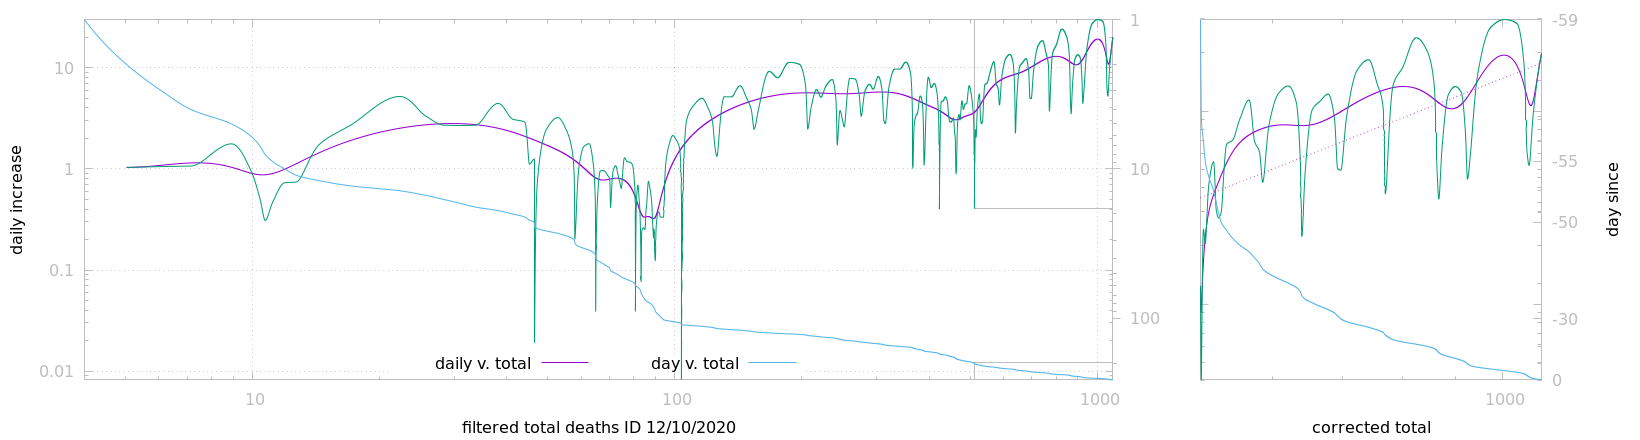 daily increase
10
1
0.1
0.01
daily v. total
day v. total
10
100
1000
filtered total deaths ID 12/10/2020
1
10
100
1000
corrected total
-59
-55
-50
-30
0
day since